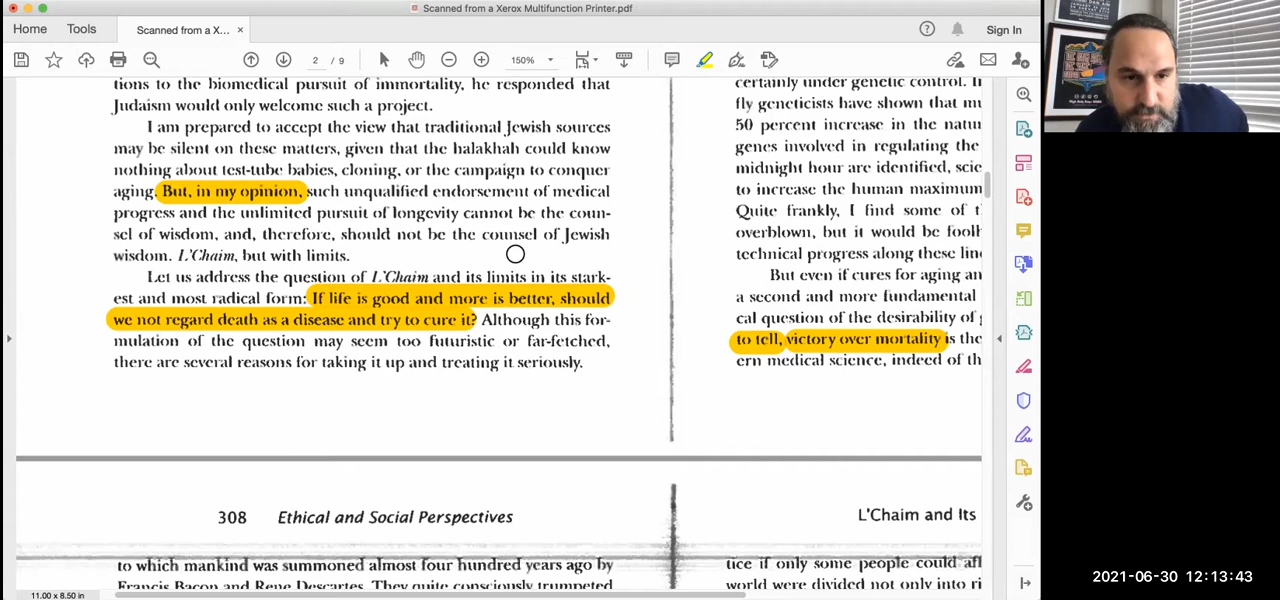 Scanned from a Xerox Multifunction Printer.pdf
Home Tools Scanned from a X... × Sign In
2 / 9 150%
tions to the biomedical pursuit of immortality, he responded that
Judaism would only welcome such a project.
I am prepared to accept the view that traditional Jewish sources
may be silent on these matters, given that the halakhah could know
nothing about test-tube babies, cloning, or the campaign to conquer
aging. But, in my opinion, such unqualified endorsement of medical
progress and the unlimited pursuit of longevity cannot be the coun-
sel of wisdom, and, therefore, should not be the counsel of Jewish
wisdom. L'Chaim, but with limits.
Let us address the question of L'Chaim and its limits in its stark-
est and most radical form: If life is good and more is better, should
we not regard death as a disease and try to cure it? Although this for-
mulation of the question may seem too futuristic or far-fetched,
there are several reasons for taking it up and treating it seriously.
certainly under genetic control. I
fly geneticists have shown that mu
50 percent increase in the natu
genes involved in regulating the
midnight hour are identified, scie
to increase the human maximum
Quite frankly, I find some of t
overblown, but it would be fooli
technical progress along these line
But even if cures for aging an
a second and more fundamental
cal question of the desirability of
to tell, victory over mortality is the
ern medical science, indeed of th
308 Ethical and Social Perspectives
L'Chaim and Its
to which mankind was summoned almost four hundred years ago by
Francis Bacon and Rene Descartes. They quite consciously trumpeted
tice if only some people could aff
world were divided not only into ri
11.00 x 8.50 in
2021-06-30 12:13:43